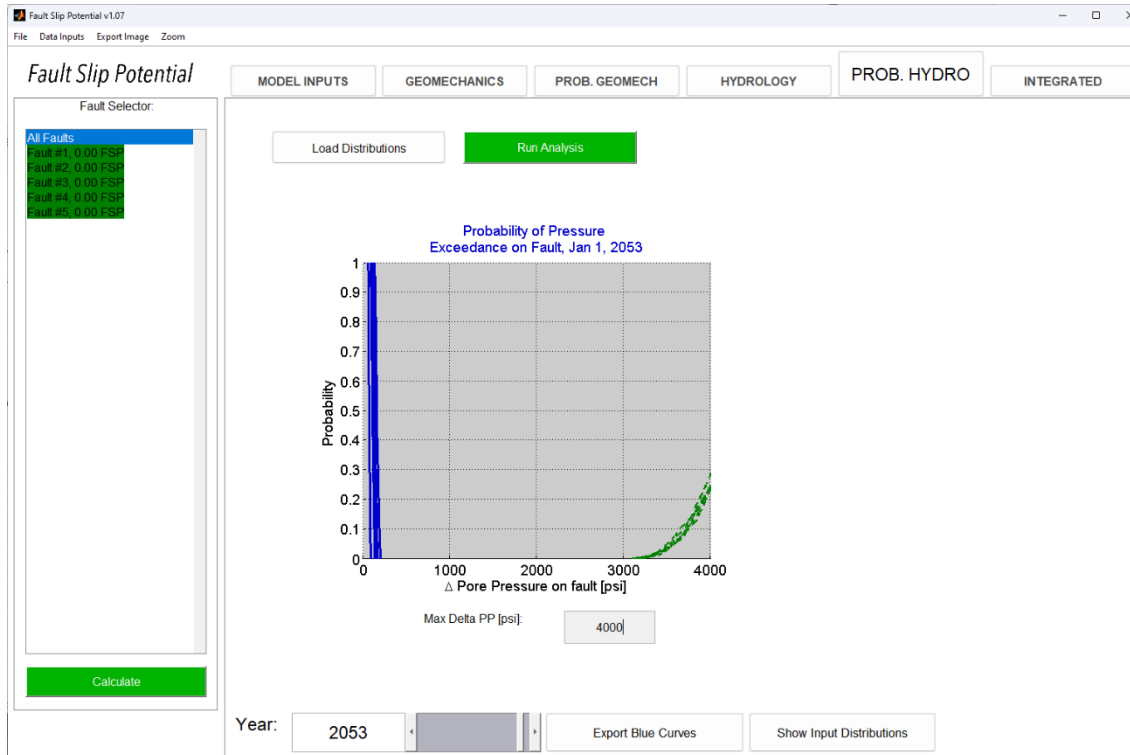 Fault Slip Potential v1.07
File Data Inputs Export Image Zoom
Fault Slip Potential
MODEL INPUTS GEOMECHANICS PROB. GEOMECH HYDROLOGY PROB. HYDRO INTEGRATED
Fault Selector:
All Faults
Fault #1, 0.00 FSP
Fault #2, 0.00 FSP
Fault #3, 0.00 FSP
Fault #4, 0.00 FSP
Fault #5, 0.00 FSP
Calculate
Load Distributions Run Analysis
Probability of Pressure
Exceedance on Fault, Jan 1, 2053
1
0.9
0.8
0.7
0.6
0.5
0.4
0.3
0.2
0.1
0
Probability
0 1000 2000 3000 4000
Δ Pore Pressure on fault [psi]
Max Delta PP [psi]: 4000
Year: 2053 Export Blue Curves Show Input Distributions